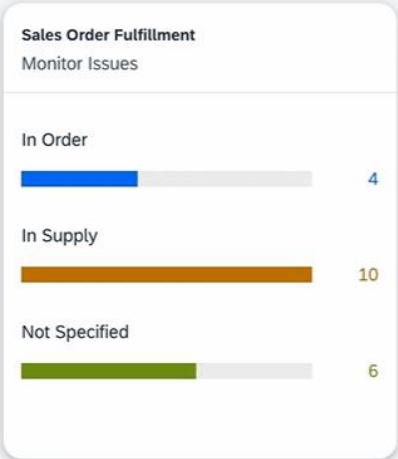 Sales Order Fulfillment
Monitor Issues
In Order
4
In Supply
10
Not Specified
6